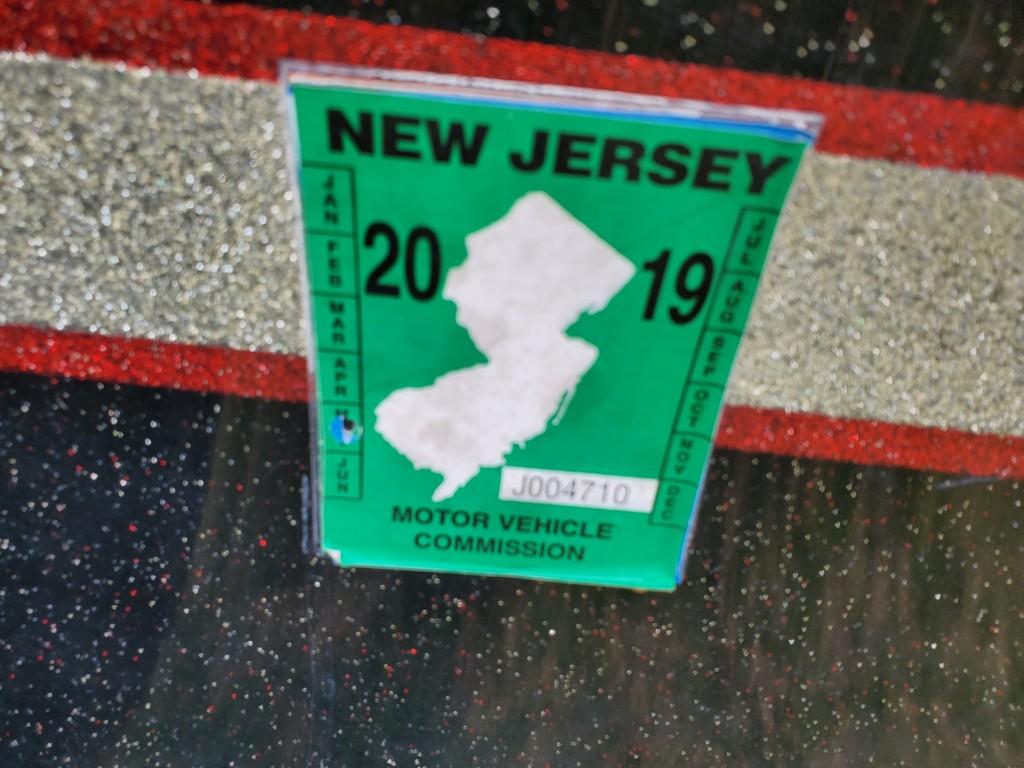 NEW JERSEY
JAN
FEB
MAR
APR
JUN
20
19
JUL
AUG
SEP
OCT
NOV
DEC
J004710
MOTOR VEHICLE
COMMISSION